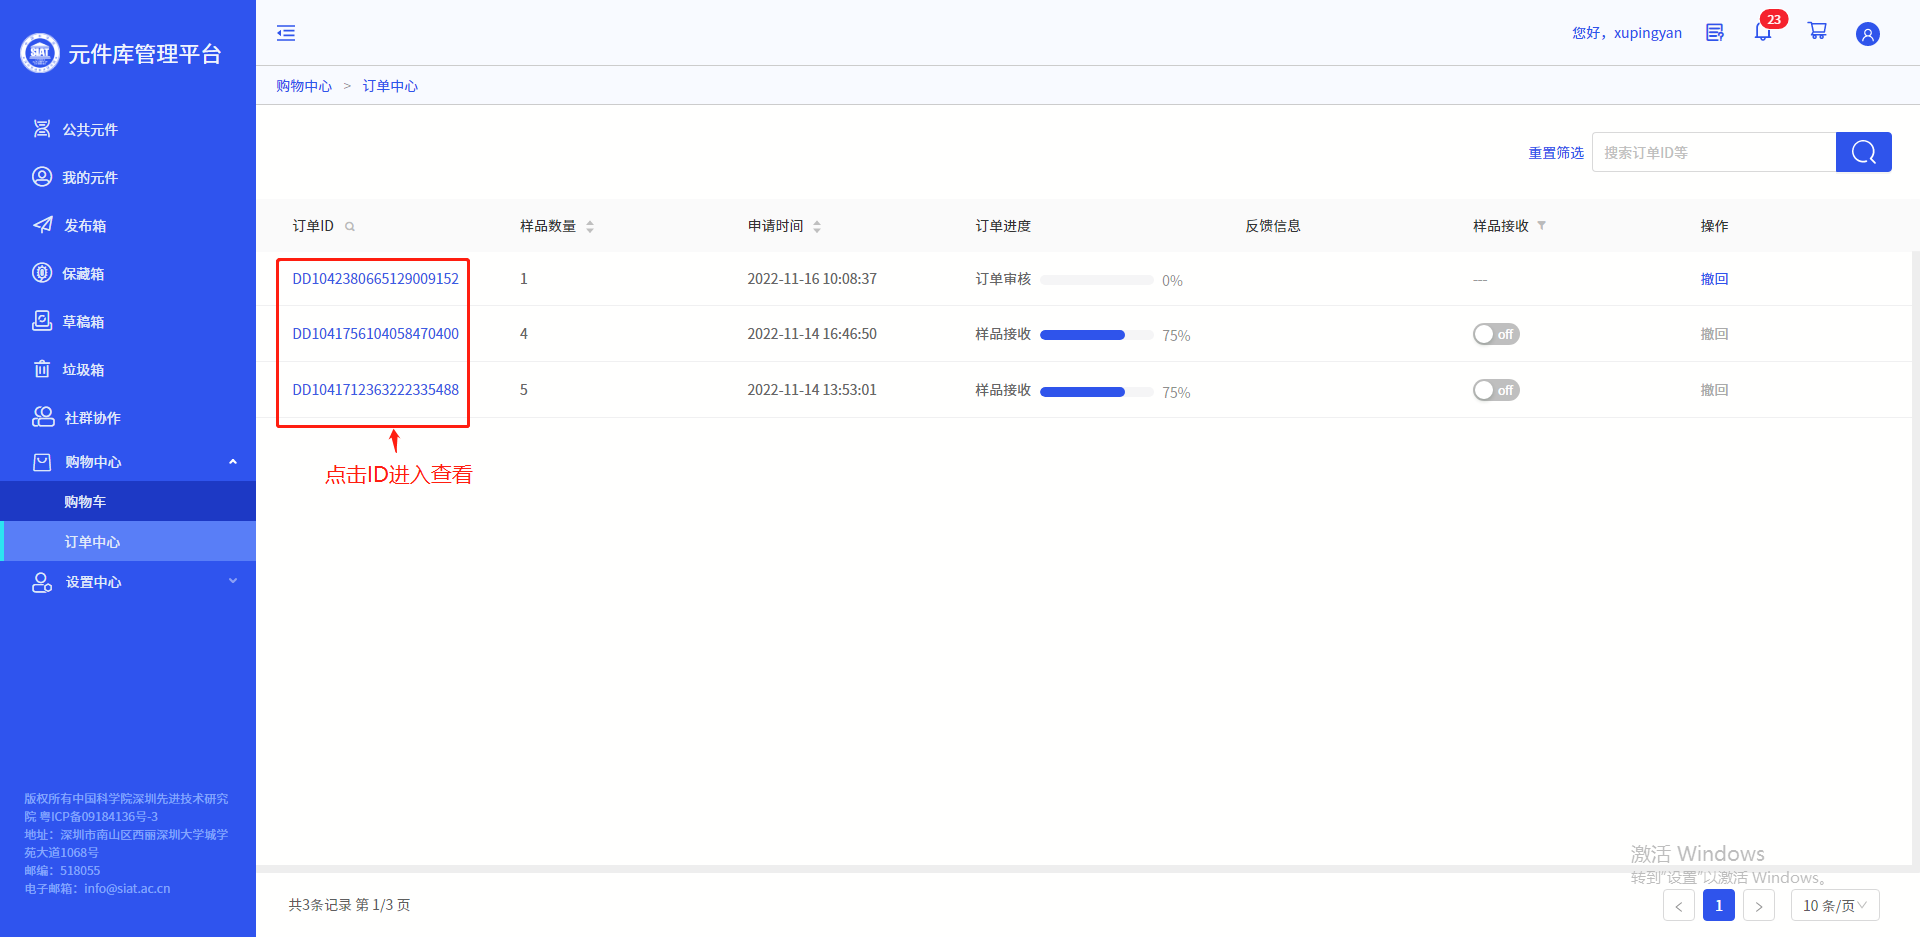 SIAT
元件库管理平台
您好，xupingyan
23
购物中心 > 订单中心
公共元件
我的元件
发布箱
保藏箱
草稿箱
垃圾箱
社群协作
购物中心
购物车
订单中心
设置中心
重置筛选
搜索订单ID等
订单ID 样品数量 申请时间 订单进度 反馈信息 样品接收 操作
DD1042380665129009152 1 2022-11-16 10:08:37 订单审核 0% --- 撤回
DD1041756104058470400 4 2022-11-14 16:46:50 样品接收 75% off 撤回
DD1041712363222335488 5 2022-11-14 13:53:01 样品接收 75% off 撤回
点击ID进入查看
版权所有中国科学院深圳先进技术研究
院 粤ICP备09184136号-3
地址：深圳市南山区西丽深圳大学城学
苑大道1068号
邮编：518055
电子邮箱：info@siat.ac.cn
激活 Windows
转到“设置”以激活 Windows。
共3条记录 第 1/3 页
< 1 > 10 条/页